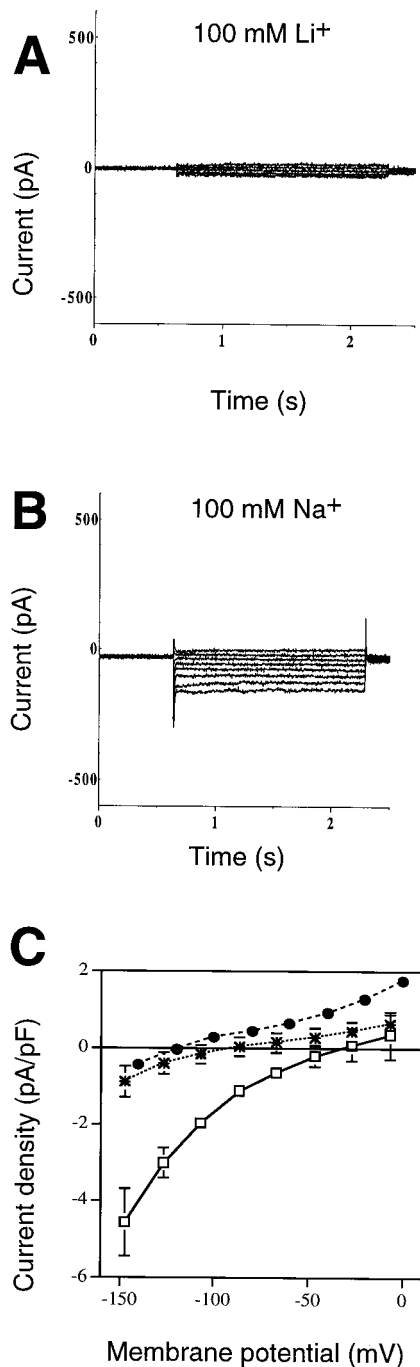 A
100 mM Li⁺
500
0
-500
Current (pA)
0 1 2
Time (s)
B
100 mM Na⁺
500
0
-500
Current (pA)
0 1 2
Time (s)
C
2
0
-2
-4
-6
Current density (pA/pF)
-150 -100 -50 0
Membrane potential (mV)